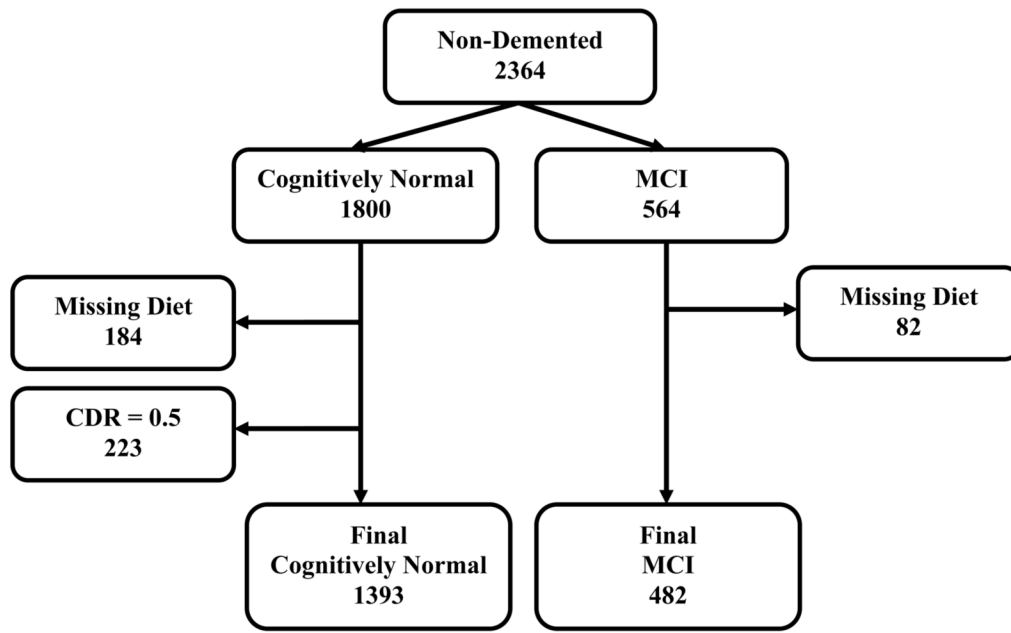 Non-Demented
2364
Cognitively Normal
1800
MCI
564
Missing Diet
184
Missing Diet
82
CDR = 0.5
223
Final
Cognitively Normal
1393
Final
MCI
482